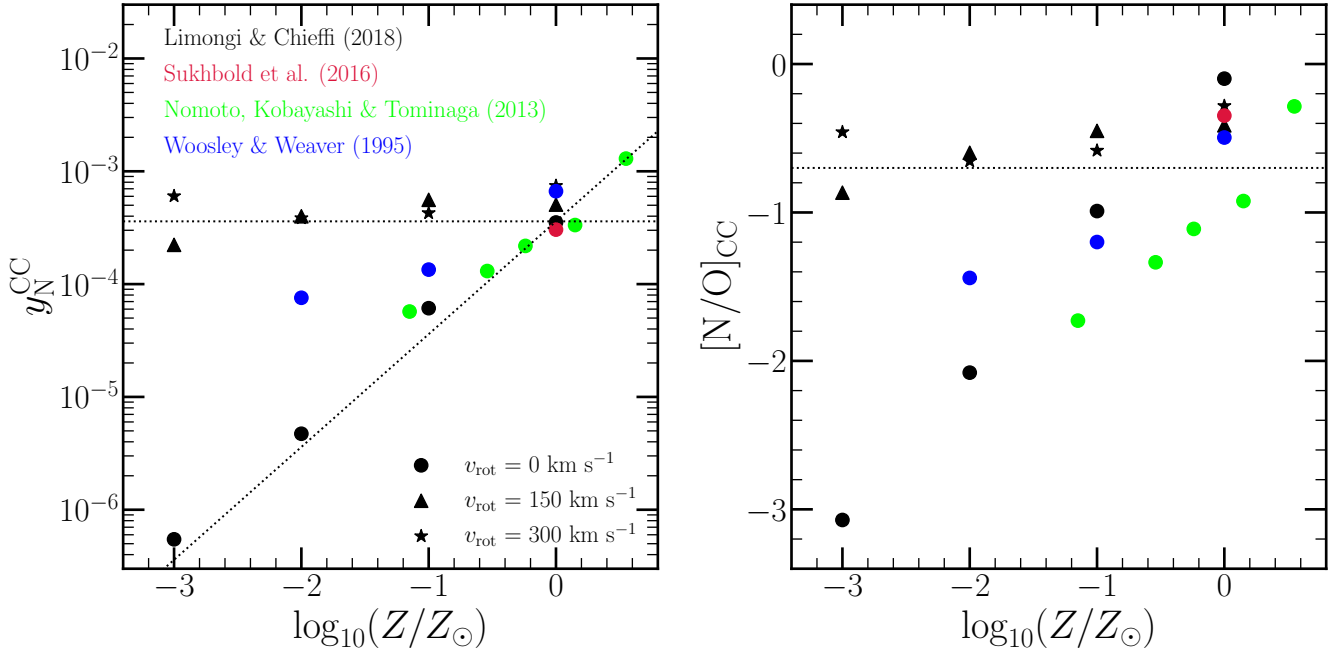 Limongi & Chieffi (2018)
Sukhbold et al. (2016)
Nomoto, Kobayashi & Tominaga (2013)
Woosley & Weaver (1995)
10⁻²
10⁻³
10⁻⁴
10⁻⁵
10⁻⁶
y_N^CC
v_rot = 0 km s⁻¹
v_rot = 150 km s⁻¹
v_rot = 300 km s⁻¹
−3 −2 −1 0
log₁₀(Z/Z⊙)
0
−1
−2
−3
[N/O]_CC
−3 −2 −1 0
log₁₀(Z/Z⊙)